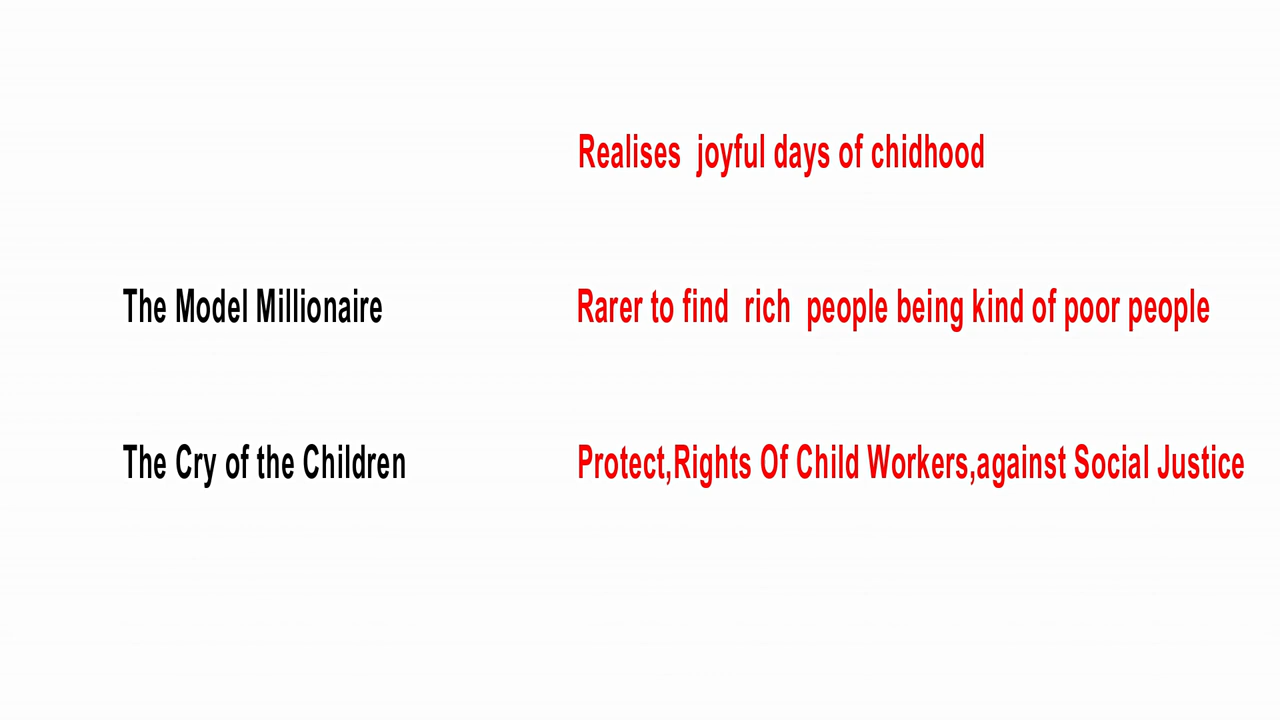 Realises joyful days of chidhood
The Model Millionaire Rarer to find rich people being kind of poor people
The Cry of the Children Protect,Rights Of Child Workers,against Social Justice